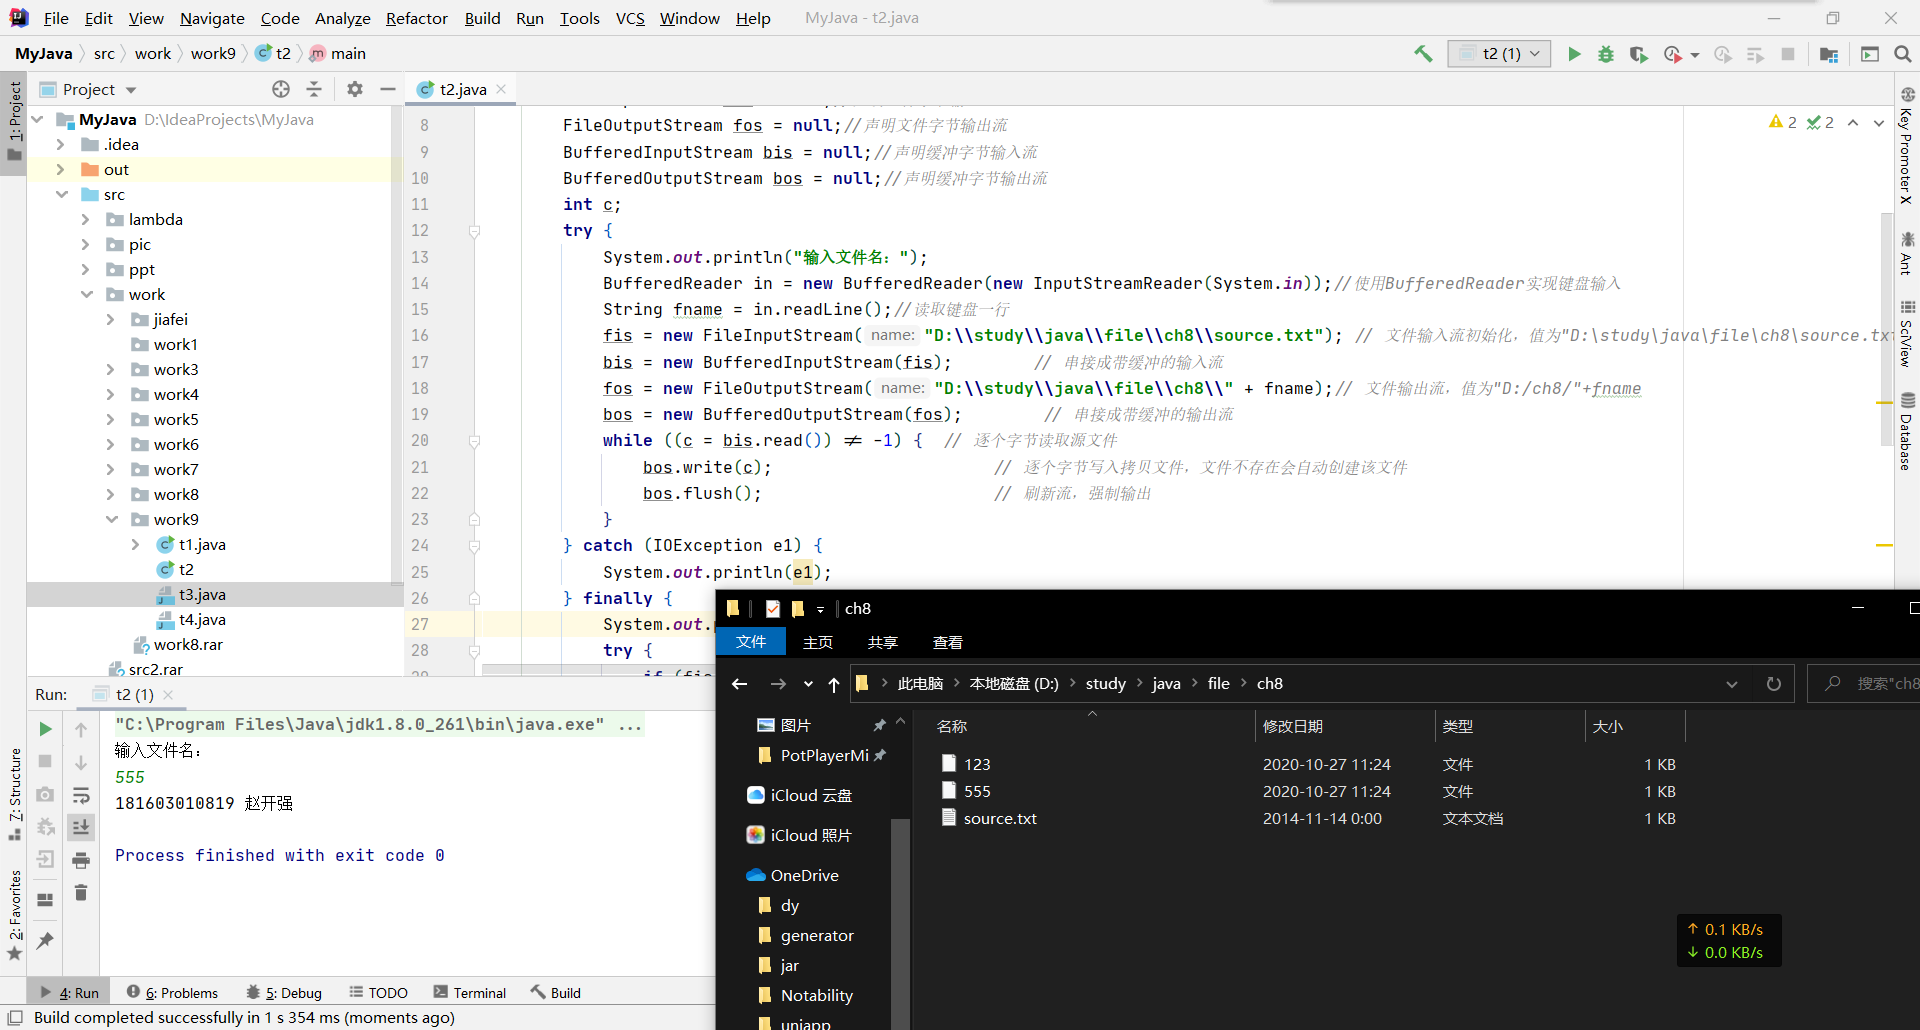 File Edit View Navigate Code Analyze Refactor Build Run Tools VCS Window Help MyJava - t2.java
MyJava src work work9 t2 main
t2 (1)
1: Project
Project
t2.java
MyJava D:\IdeaProjects\MyJava
.idea
out
src
lambda
pic
ppt
work
jiafei
work1
work3
work4
work5
work6
work7
work8
work9
t1.java
t2
t3.java
t4.java
work8.rar
src2.rar
8 FileOutputStream fos = null;//声明文件字节输出流
9 BufferedInputStream bis = null;//声明缓冲字节输入流
10 BufferedOutputStream bos = null;//声明缓冲字节输出流
11 int c;
12 try {
13 System.out.println("输入文件名：");
14 BufferedReader in = new BufferedReader(new InputStreamReader(System.in));//使用BufferedReader实现键盘输入
15 String fname = in.readLine();//读取键盘一行
16 fis = new FileInputStream( name: "D:\\study\\java\\file\\ch8\\source.txt"); // 文件输入流初始化，值为"D:\study\java\file\ch8\source.txt
17 bis = new BufferedInputStream(fis); // 串接成带缓冲的输入流
18 fos = new FileOutputStream( name: "D:\\study\\java\\file\\ch8\\" + fname);// 文件输出流，值为"D:/ch8/"+fname
19 bos = new BufferedOutputStream(fos); // 串接成带缓冲的输出流
20 while ((c = bis.read()) ≠ -1) { // 逐个字节读取源文件
21 bos.write(c); // 逐个字节写入拷贝文件，文件不存在会自动创建该文件
22 bos.flush(); // 刷新流，强制输出
23 }
24 } catch (IOException e1) {
25 System.out.println(e1);
26 } finally {
27 System.out.
28 try {
29 if (fi
2 2
Key Promoter X
Ant
SciView
Database
Run: t2 (1)
"C:\Program Files\Java\jdk1.8.0_261\bin\java.exe" ...
输入文件名：
555
181603010819 赵开强
Process finished with exit code 0
7: Structure
2: Favorites
4: Run 6: Problems 5: Debug TODO Terminal Build
Build completed successfully in 1 s 354 ms (moments ago)
ch8
文件 主页 共享 查看
此电脑 本地磁盘 (D:) study java file ch8
搜索"ch8
图片
PotPlayerMi
iCloud 云盘
iCloud 照片
OneDrive
dy
generator
jar
Notability
uniapp
名称 修改日期 类型 大小
123 2020-10-27 11:24 文件 1 KB
555 2020-10-27 11:24 文件 1 KB
source.txt 2014-11-14 0:00 文本文档 1 KB
↑ 0.1 KB/s
↓ 0.0 KB/s